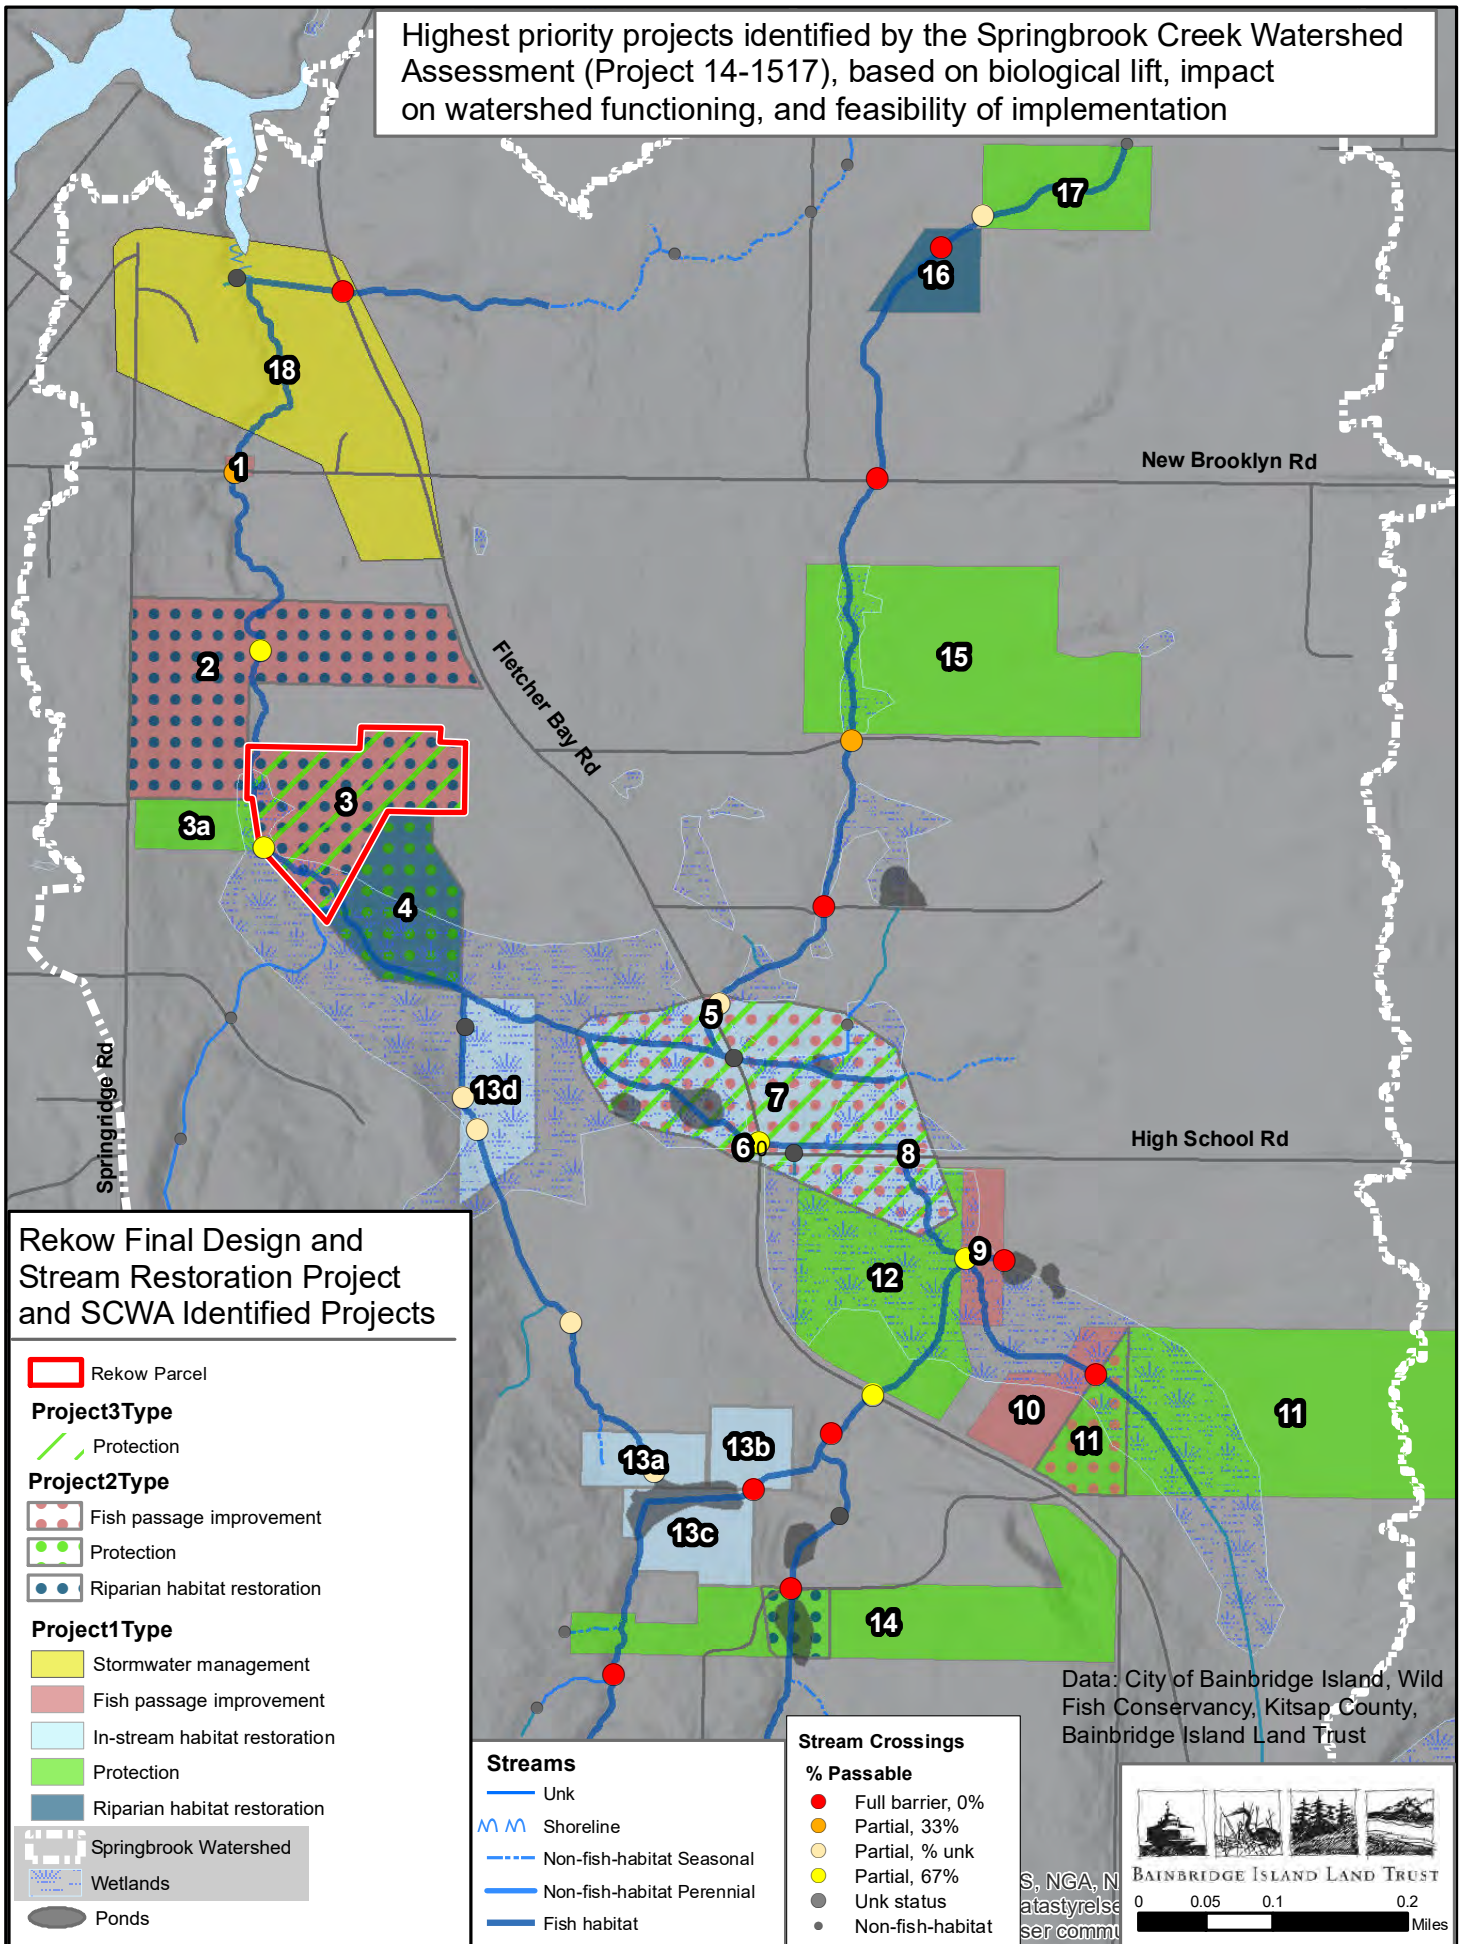 Highest priority projects identified by the Springbrook Creek Watershed
Assessment (Project 14-1517), based on biological lift, impact
on watershed functioning, and feasibility of implementation
17
16
18
1
New Brooklyn Rd
2
15
Fletcher Bay Rd
3
3a
4
5
Springridge Rd
13d
7
6
0
8
High School Rd
9
12
10
11
11
13a
13b
13c
14
Rekow Final Design and
Stream Restoration Project
and SCWA Identified Projects
Rekow Parcel
Project3Type
Protection
Project2Type
Fish passage improvement
Protection
Riparian habitat restoration
Project1Type
Stormwater management
Fish passage improvement
In-stream habitat restoration
Protection
Riparian habitat restoration
Springbrook Watershed
Wetlands
Ponds
Streams
Unk
Shoreline
Non-fish-habitat Seasonal
Non-fish-habitat Perennial
Fish habitat
Stream Crossings
% Passable
Full barrier, 0%
Partial, 33%
Partial, % unk
Partial, 67%
Unk status
Non-fish-habitat
Data: City of Bainbridge Island, Wild
Fish Conservancy, Kitsap County,
Bainbridge Island Land Trust
S, NGA, N
atastyrelse
ser commu
BAINBRIDGE ISLAND LAND TRUST
0 0.05 0.1 0.2
Miles